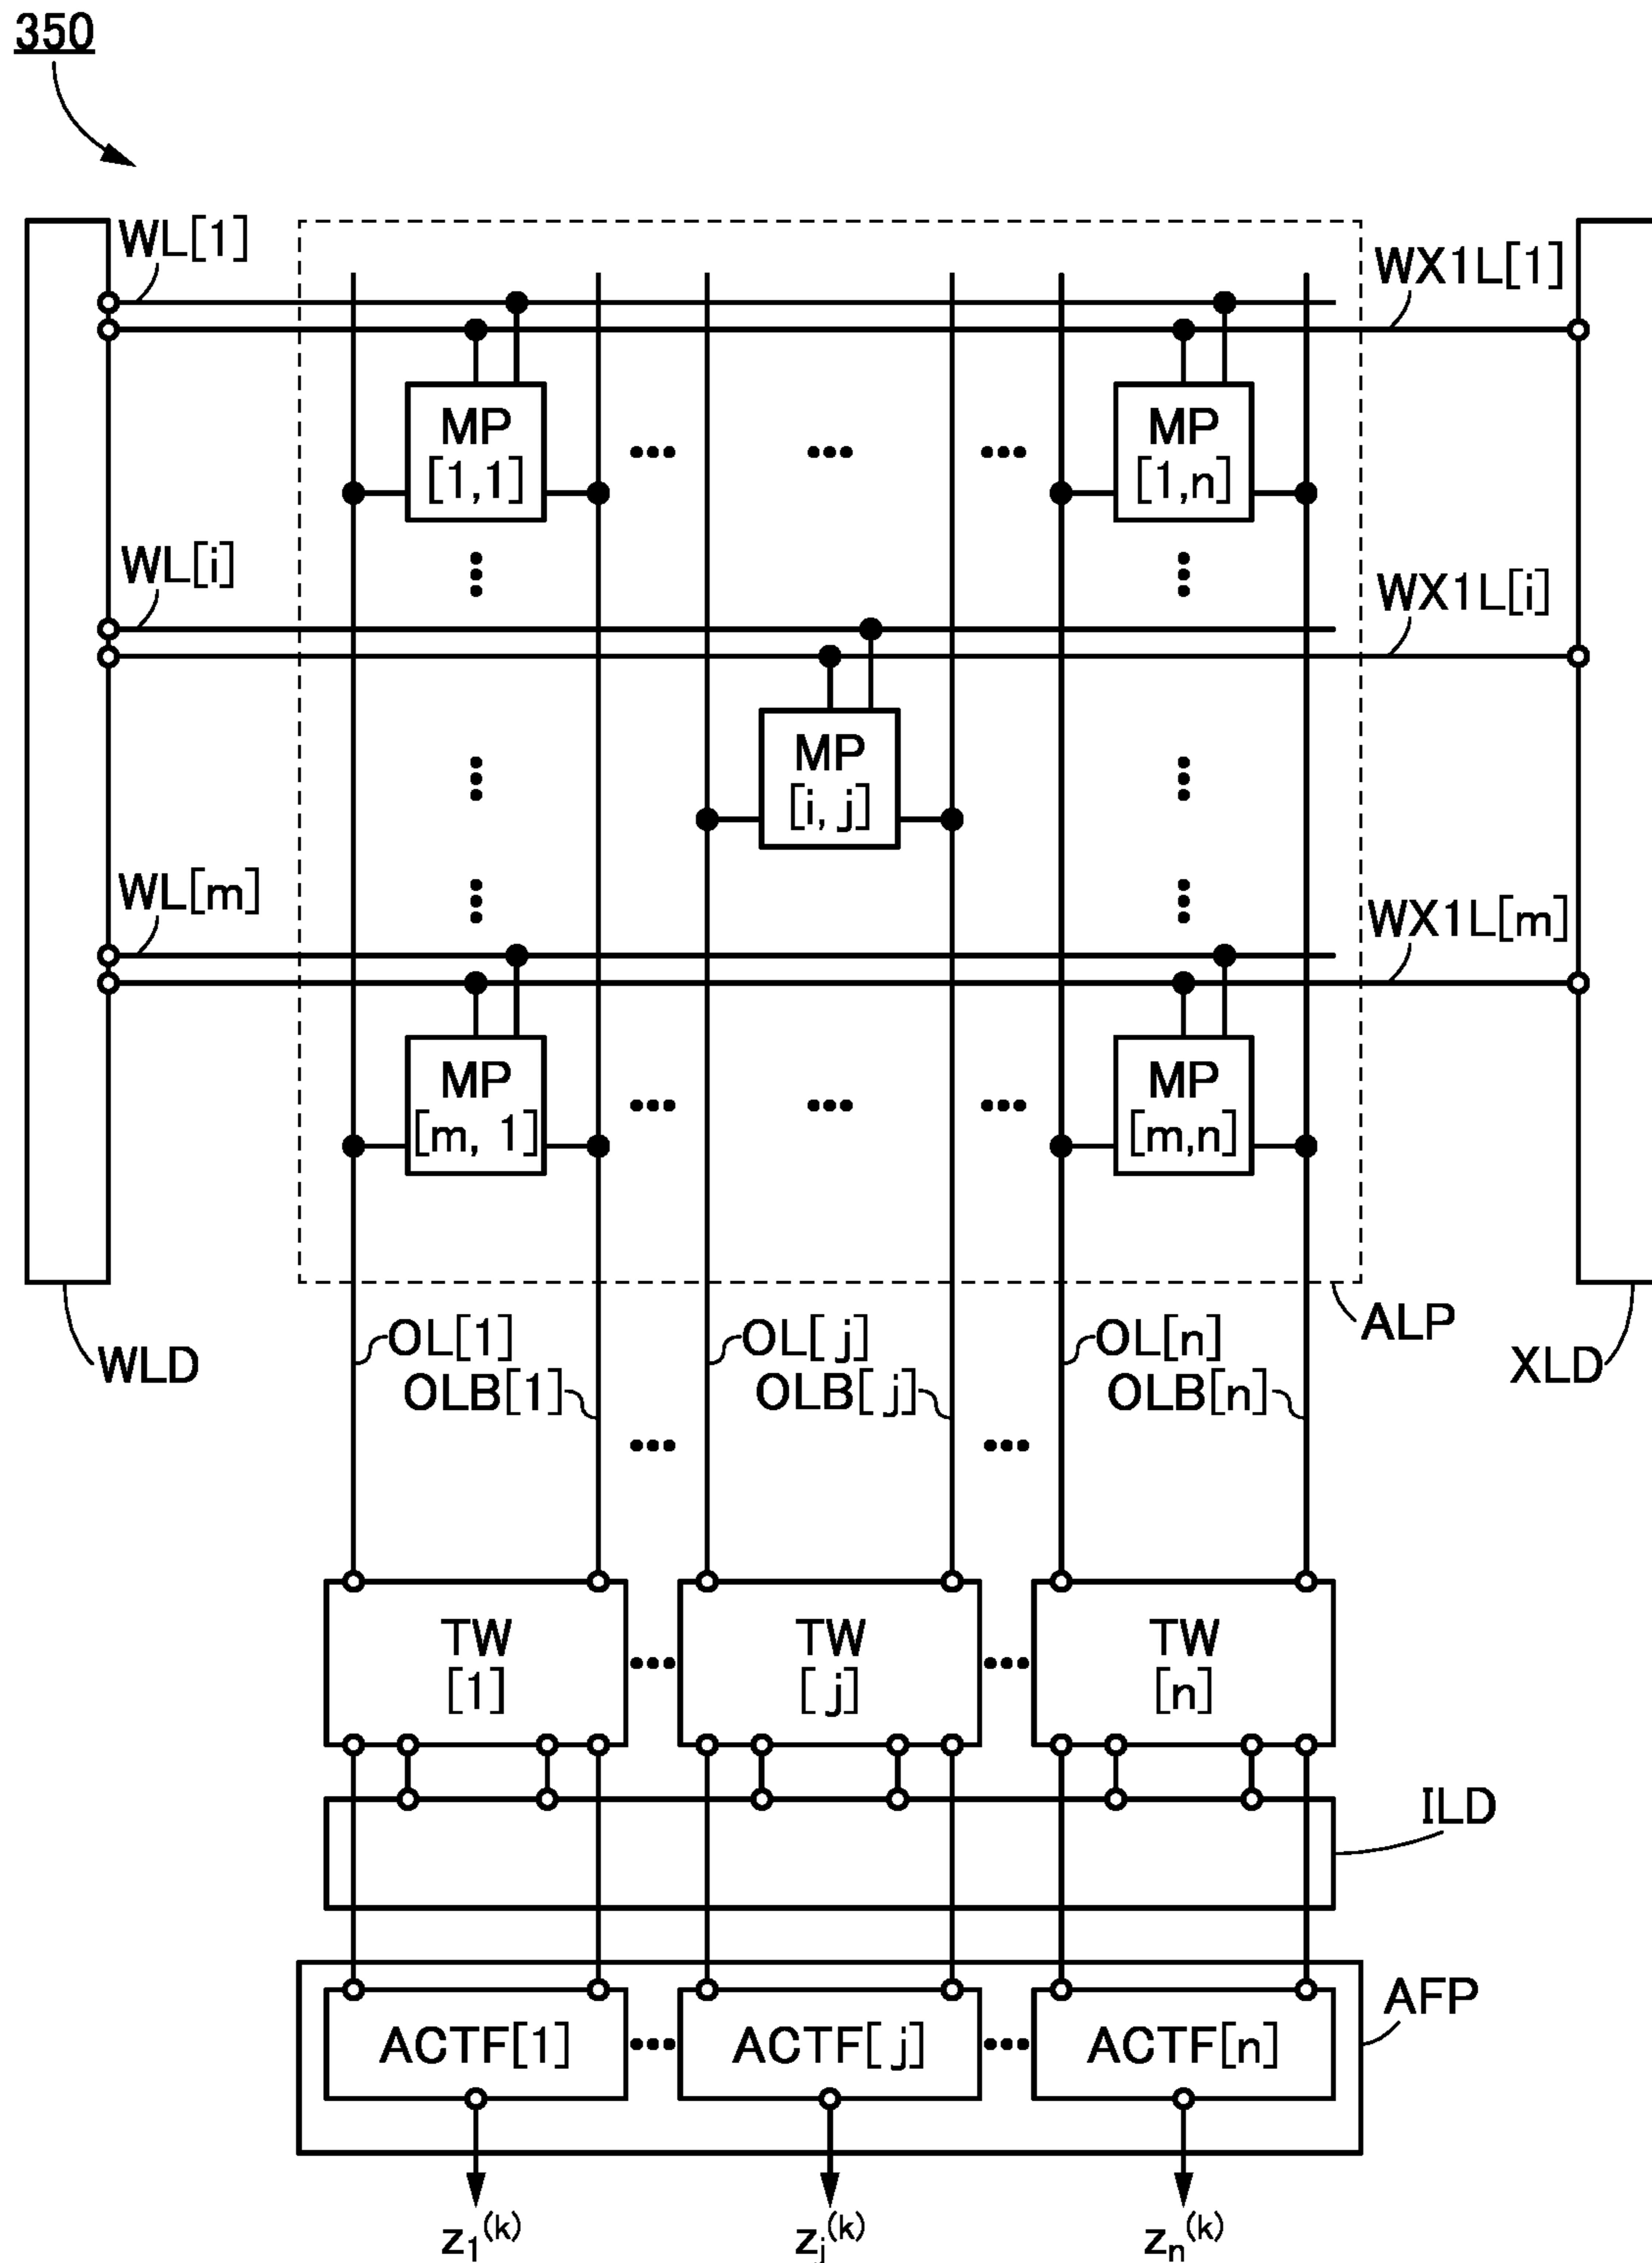 350
WL[1]
WX1L[1]
MP
[1,1]
MP
[1,n]
WL[i]
WX1L[i]
MP
[i, j]
WL[m]
WX1L[m]
MP
[m, 1]
MP
[m,n]
WLD
OL[1]
OLB[1]
OL[ j]
OLB[ j]
OL[n]
OLB[n]
ALP
XLD
TW
[1]
TW
[ j]
TW
[n]
ILD
AFP
ACTF[1]
ACTF[ j]
ACTF[n]
z₁⁽ᵏ⁾
zⱼ⁽ᵏ⁾
zₙ⁽ᵏ⁾